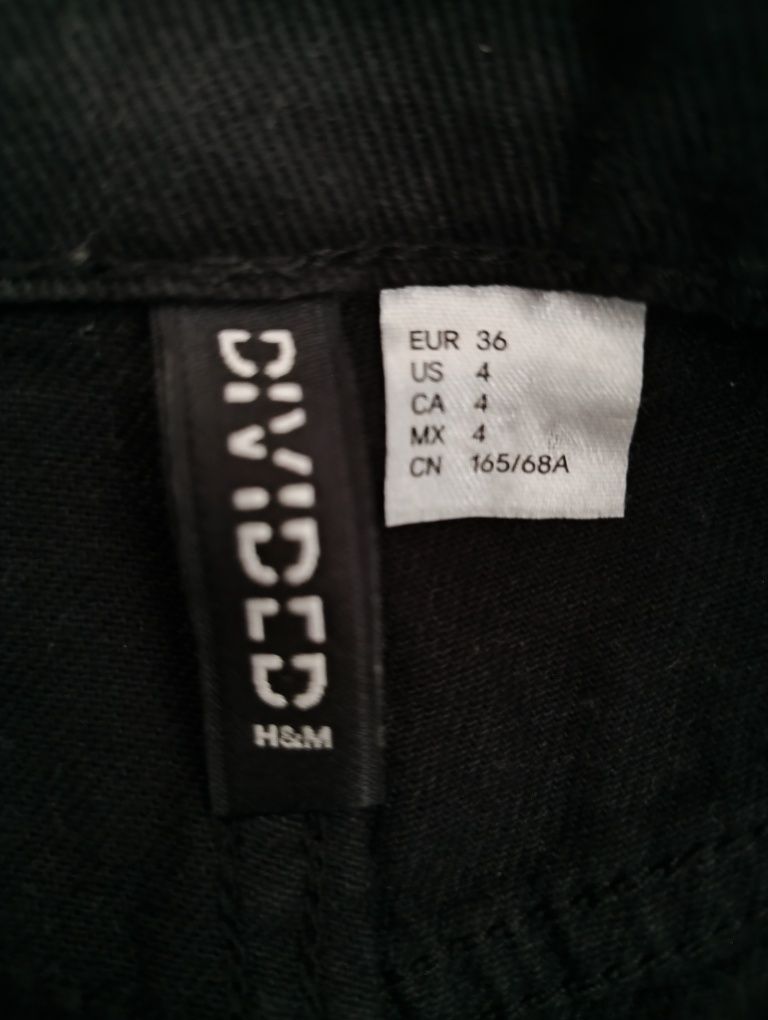 DIVIDED
H&M
EUR 36
US 4
CA 4
MX 4
CN 165/68A